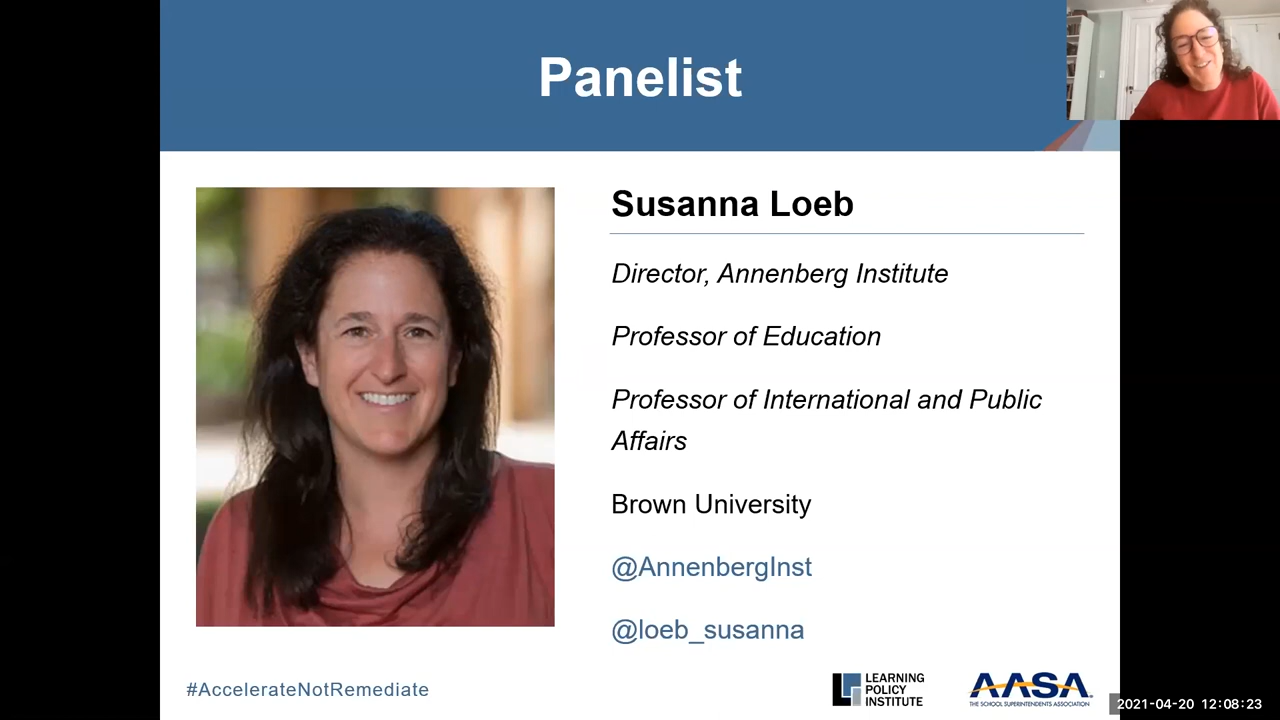 Panelist
Susanna Loeb
Director, Annenberg Institute
Professor of Education
Professor of International and Public
Affairs
Brown University
@AnnenbergInst
@loeb_susanna
#AccelerateNotRemediate
LEARNING
POLICY
INSTITUTE
AASA
THE SCHOOL SUPERINTENDENTS ASSOCIATION
2021-04-20 12:08:23